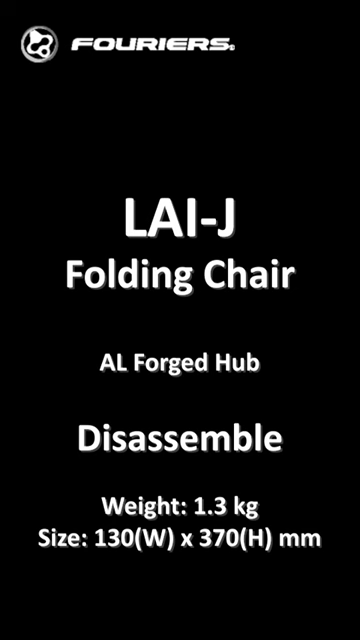 FOURIERS
LAI-J
Folding Chair
AL Forged Hub
Disassemble
Weight: 1.3 kg
Size: 130(W) x 370(H) mm